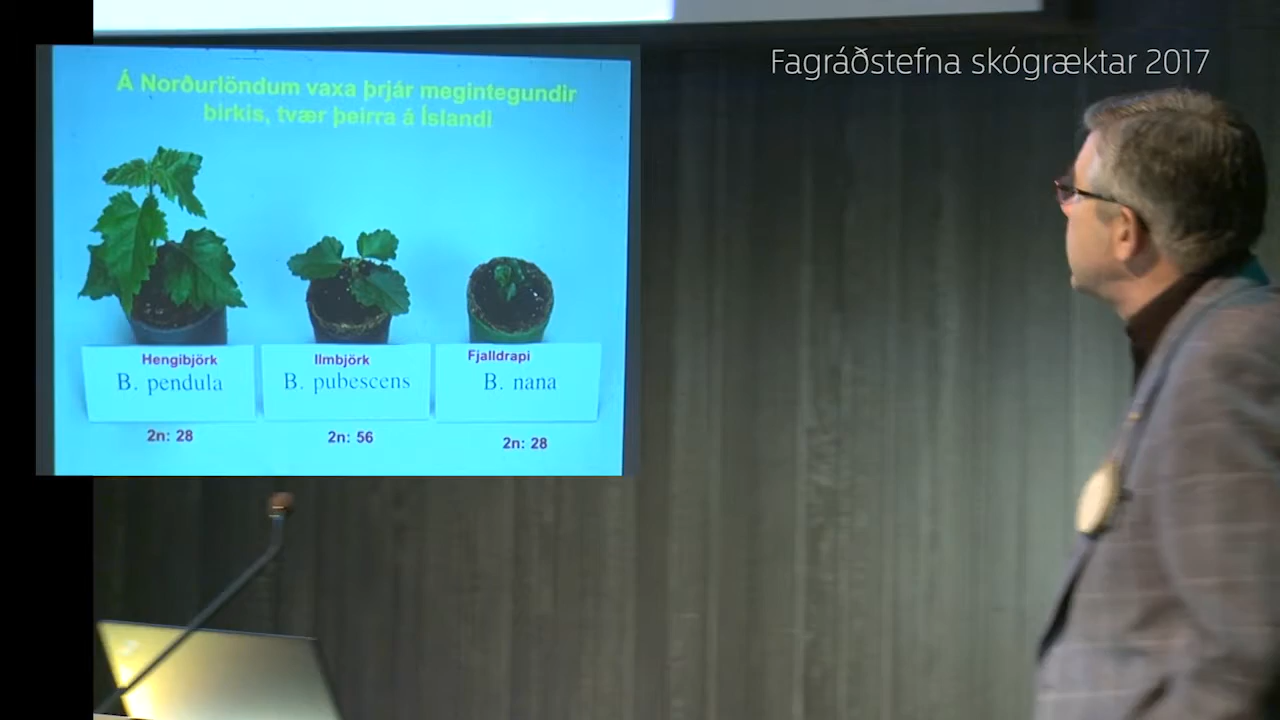 Fagráðstefna skógræktar 2017
Á Norðurlöndum vaxa þrjár megintegundir
birkis, tvær þeirra á Íslandi
Hengibjörk
B. pendula
2n: 28
Ilmbjörk
B. pubescens
2n: 56
Fjalldrapi
B. nana
2n: 28